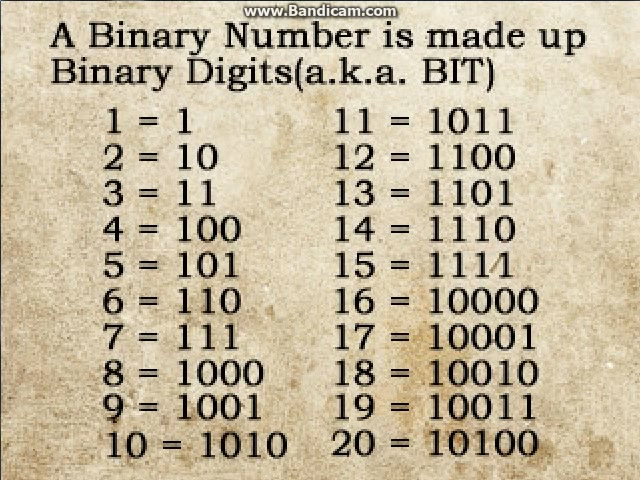 www.Bandicam.com
A Binary Number is made up
Binary Digits(a.k.a. BIT)
1 = 1
2 = 10
3 = 11
4 = 100
5 = 101
6 = 110
7 = 111
8 = 1000
9 = 1001
10 = 1010
11 = 1011
12 = 1100
13 = 1101
14 = 1110
15 = 1111
16 = 10000
17 = 10001
18 = 10010
19 = 10011
20 = 10100